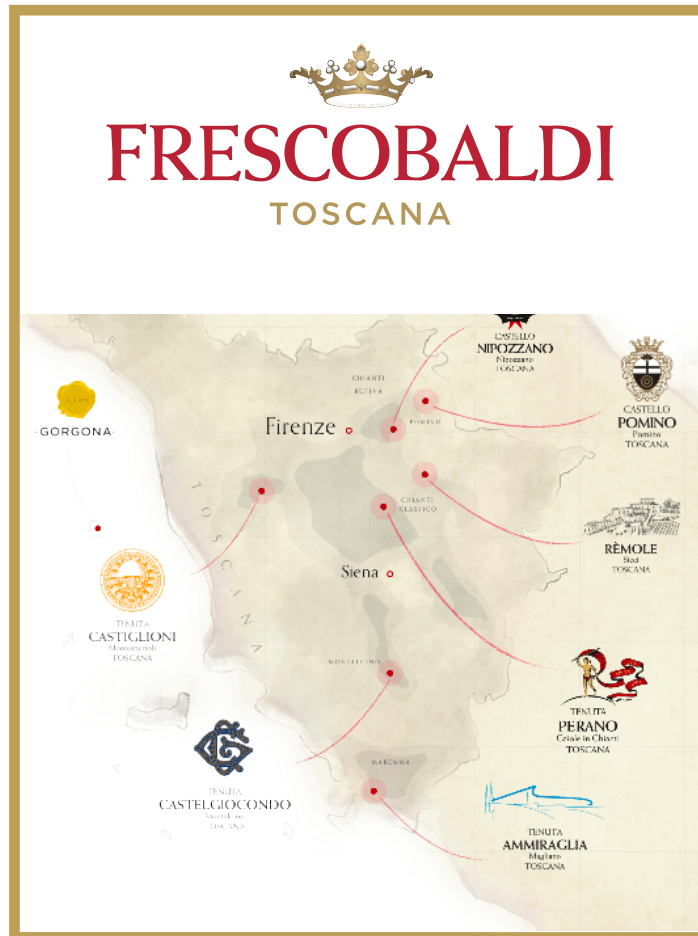 FRESCOBALDI
TOSCANA
CASTELLO
NIPOZZANO
Nipozzano
TOSCANA
CHIANTI
RUFINA
CASTELLO
POMINO
Pomino
TOSCANA
GORGONA
Firenze
POMINO
CHIANTI
CLASSICO
TOSCANA
RÈMOLE
Sieci
TOSCANA
Siena
TENUTA
CASTIGLIONI
Montespertoli
TOSCANA
MONTALCINO
TENUTA
PERANO
Gaiole in Chianti
TOSCANA
MAREMMA
TENUTA
CASTELGIOCONDO
Montalcino
TOSCANA
TENUTA
AMMIRAGLIA
Magliano
TOSCANA